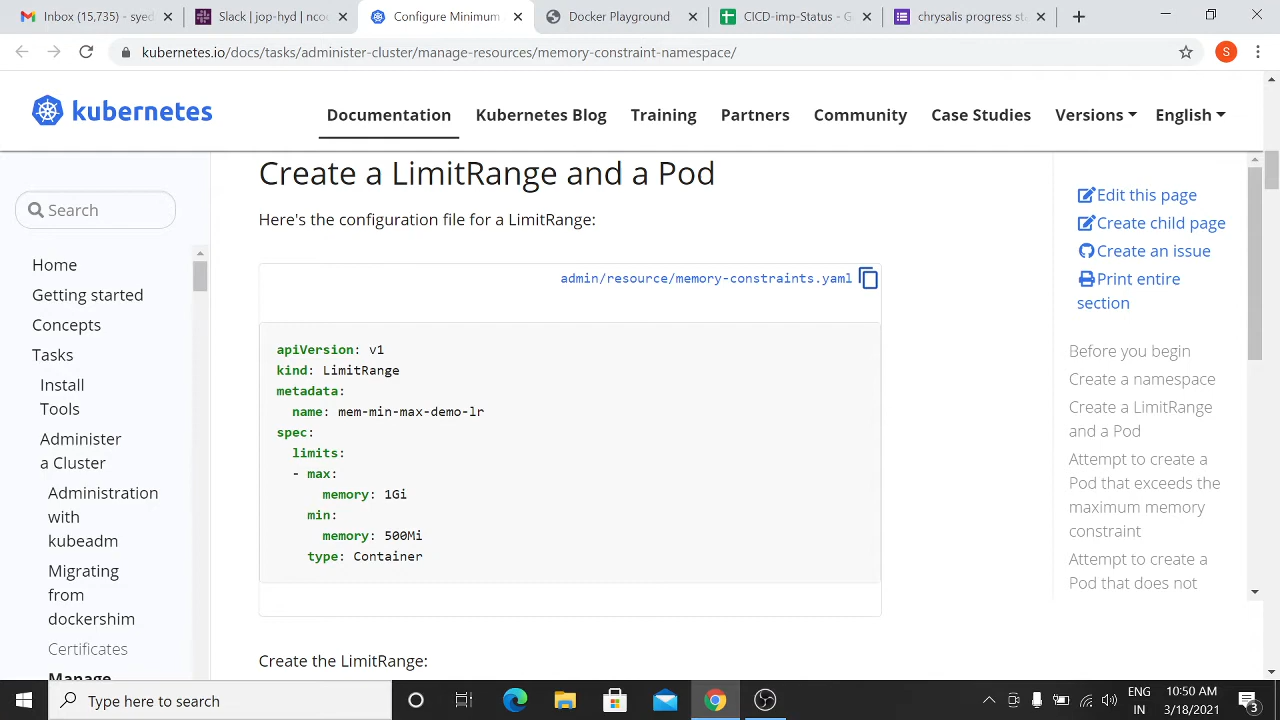 Inbox (15,735) - syed
Slack | jop-hyd | nco
Configure Minimum
Docker Playground
CICD-imp-Status - G
chrysalis progress st
kubernetes.io/docs/tasks/administer-cluster/manage-resources/memory-constraint-namespace/
S
kubernetes
Documentation
Kubernetes Blog
Training
Partners
Community
Case Studies
Versions
English
Search
Home
Getting started
Concepts
Tasks
Install
Tools
Administer
a Cluster
Administration
with
kubeadm
Migrating
from
dockershim
Certificates
Manage
Create a LimitRange and a Pod
Here's the configuration file for a LimitRange:
admin/resource/memory-constraints.yaml
apiVersion: v1
kind: LimitRange
metadata:
name: mem-min-max-demo-lr
spec:
limits:
- max:
memory: 1Gi
min:
memory: 500Mi
type: Container
Create the LimitRange:
Edit this page
Create child page
Create an issue
Print entire
section
Before you begin
Create a namespace
Create a LimitRange
and a Pod
Attempt to create a
Pod that exceeds the
maximum memory
constraint
Attempt to create a
Pod that does not
Type here to search
ENG
IN
10:50 AM
3/18/2021
3